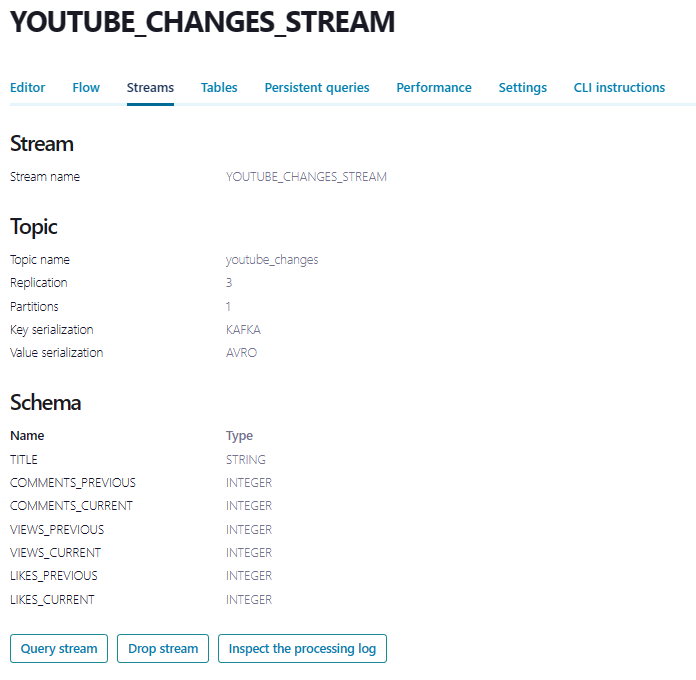 YOUTUBE_CHANGES_STREAM
Editor Flow Streams Tables Persistent queries Performance Settings CLI instructions
Stream
Stream name YOUTUBE_CHANGES_STREAM
Topic
Topic name youtube_changes
Replication 3
Partitions 1
Key serialization KAFKA
Value serialization AVRO
Schema
Name Type
TITLE STRING
COMMENTS_PREVIOUS INTEGER
COMMENTS_CURRENT INTEGER
VIEWS_PREVIOUS INTEGER
VIEWS_CURRENT INTEGER
LIKES_PREVIOUS INTEGER
LIKES_CURRENT INTEGER
Query stream Drop stream Inspect the processing log